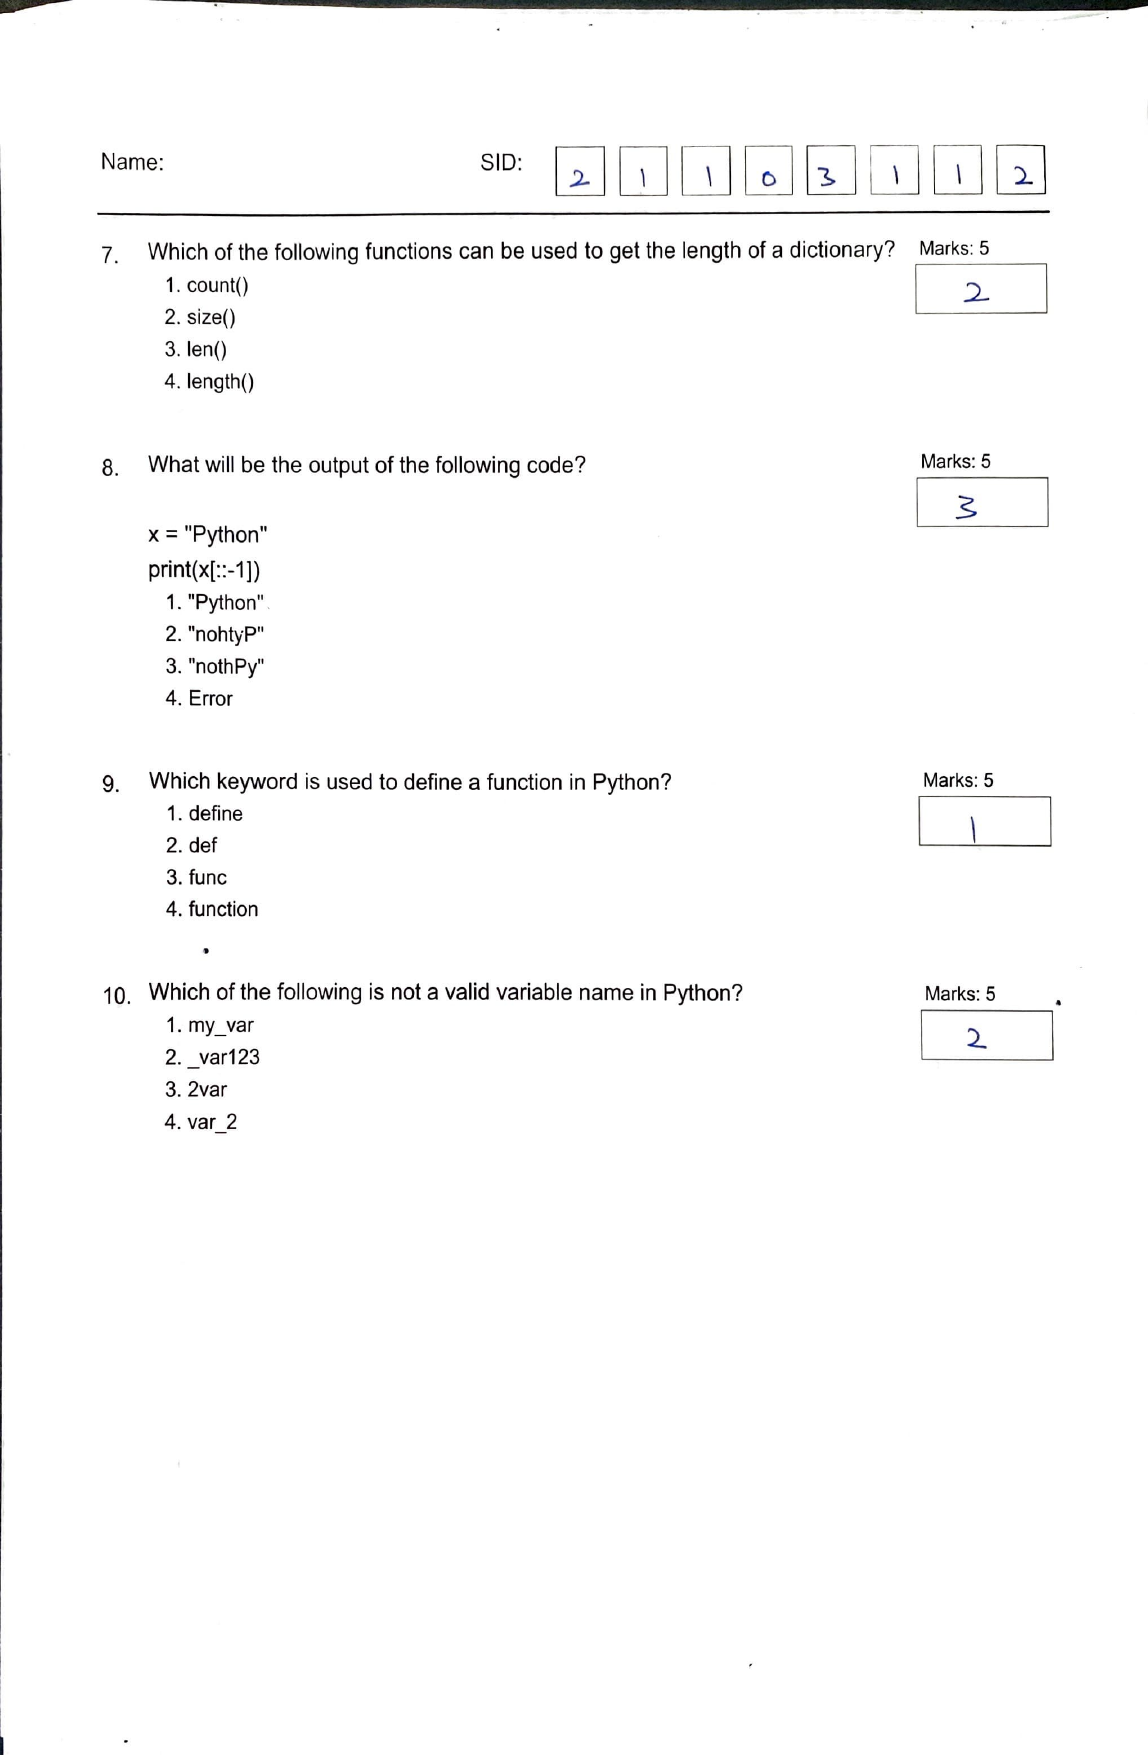 Name: SID: 2 1 1 0 3 1 1 2
7. Which of the following functions can be used to get the length of a dictionary? Marks: 5
1. count() 2
2. size()
3. len()
4. length()
8. What will be the output of the following code? Marks: 5
3
x = "Python"
print(x[::-1])
1. "Python"
2. "nohtyP"
3. "nothPy"
4. Error
9. Which keyword is used to define a function in Python? Marks: 5
1. define 1
2. def
3. func
4. function
10. Which of the following is not a valid variable name in Python? Marks: 5
1. my_var 2
2. _var123
3. 2var
4. var_2